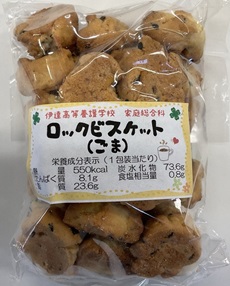 伊達高等養護学校 家庭総合科
ロックビスケット
(ごま)
栄養成分表示(1包装当たり)
熱量 550kcal 炭水化物 73.6g
たんぱく質 8.1g 食塩相当量 0.8g
脂質 23.6g